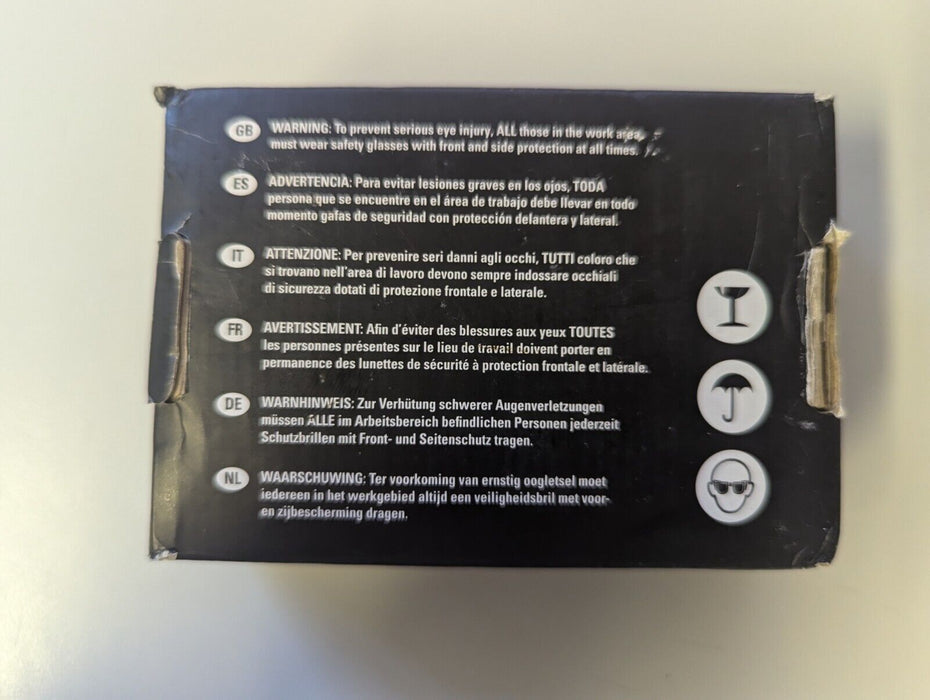 GB WARNING: To prevent serious eye injury, ALL those in the work area
must wear safety glasses with front and side protection at all times.
ES ADVERTENCIA: Para evitar lesiones graves en los ojos, TODA
persona que se encuentre en el área de trabajo debe llevar en todo
momento gafas de seguridad con protección delantera y lateral.
IT ATTENZIONE: Per prevenire seri danni agli occhi, TUTTI coloro che
si trovano nell'area di lavoro devono sempre indossare occhiali
di sicurezza dotati di protezione frontale e laterale.
FR AVERTISSEMENT: Afin d'éviter des blessures aux yeux TOUTES
les personnes présentes sur le lieu de travail doivent porter en
permanence des lunettes de sécurité à protection frontale et latérale.
DE WARNHINWEIS: Zur Verhütung schwerer Augenverletzungen
müssen ALLE im Arbeitsbereich befindlichen Personen jederzeit
Schutzbrillen mit Front- und Seitenschutz tragen.
NL WAARSCHUWING: Ter voorkoming van ernstig oogletsel moet
iedereen in het werkgebied altijd een veiligheidsbril met voor-
en zijbescherming dragen.